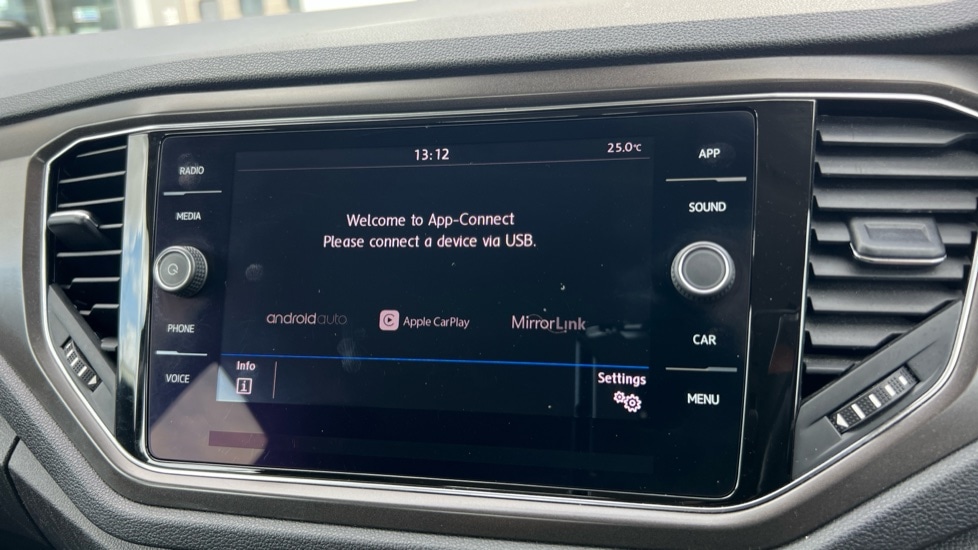 RADIO
MEDIA
PHONE
VOICE
13:12
25.0°C
Welcome to App-Connect
Please connect a device via USB.
androidauto
Apple CarPlay
MirrorLink
Info
i
Settings
APP
SOUND
CAR
MENU